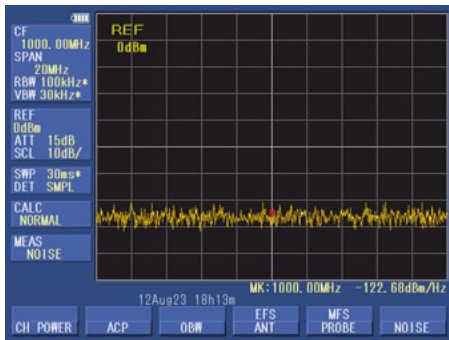 CF
1000.00MHz
SPAN
20MHz
RBW 100kHz*
VBW 30kHz*
REF
0dBm
ATT 15dB
SCL 10dB/
SWP 30ms*
DET SMPL
CALC
NORMAL
MEAS
NOISE
REF
0dBm
MK:1000.00MHz -122.68dBm/Hz
12Aug23 18h13m
CH POWER
ACP
OBW
EFS
ANT
MFS
PROBE
NOISE